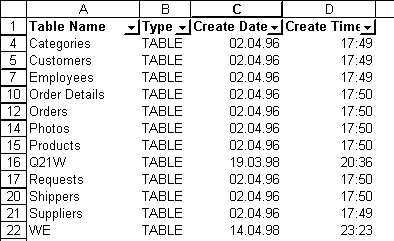 A B C D
1 Table Name Type Create Date Create Time
4 Categories TABLE 02.04.96 17:49
5 Customers TABLE 02.04.96 17:49
7 Employees TABLE 02.04.96 17:49
10 Order Details TABLE 02.04.96 17:50
12 Orders TABLE 02.04.96 17:50
14 Photos TABLE 02.04.96 17:50
15 Products TABLE 02.04.96 17:50
16 Q21W TABLE 19.03.98 20:36
17 Requests TABLE 02.04.96 17:50
20 Shippers TABLE 02.04.96 17:50
21 Suppliers TABLE 02.04.96 17:49
22 WE TABLE 14.04.98 23:23